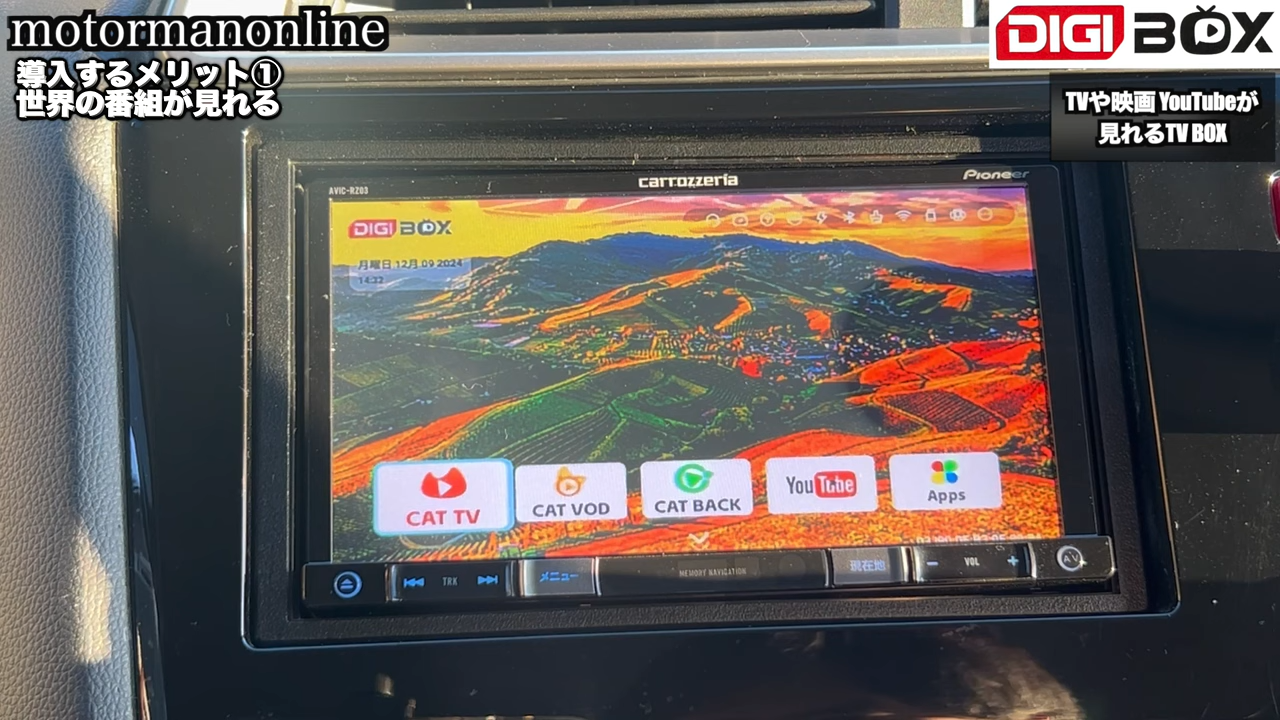 motormanonline
導入するメリット①
世界の番組が見れる
DIGI BOX
TVや映画 YouTubeが
見れるTV BOX
AVIC-RZ03
carrozzeria
Pioneer
DIGI BOX
月曜日 12月 09 2024
14:32
CAT TV
CAT VOD
CAT BACK
YouTube
Apps
TRK
メニュー
MEMORY NAVIGATION
現在地
VOL
AV